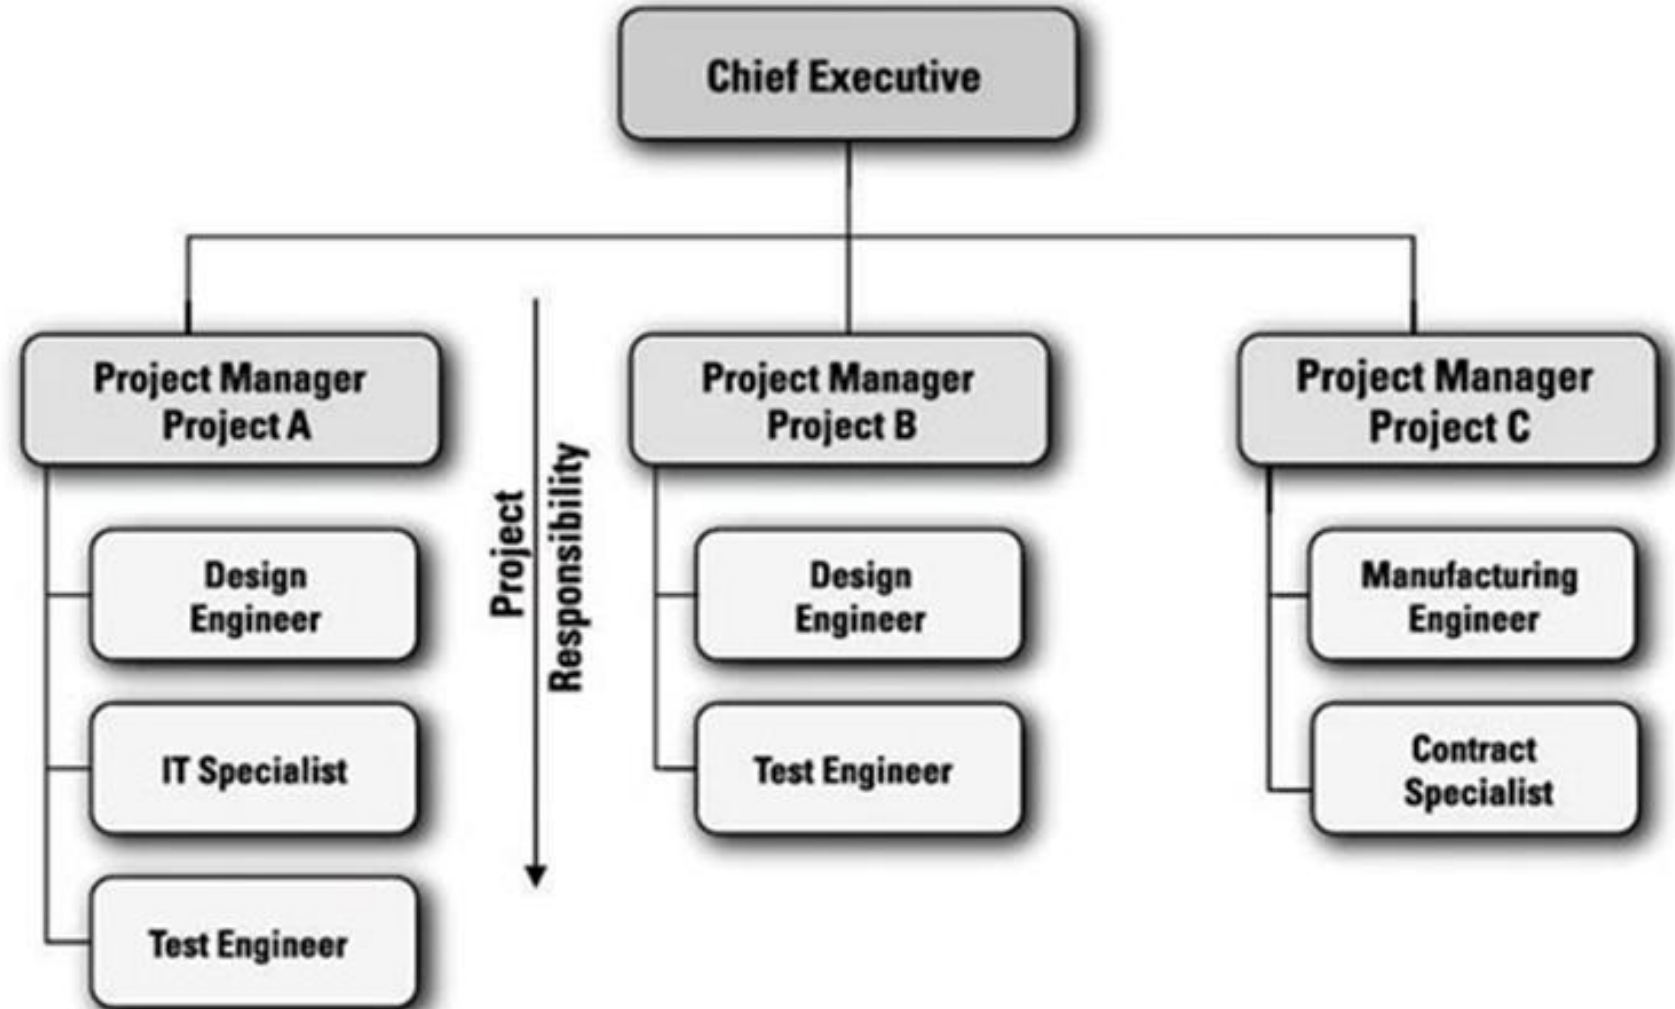 Chief Executive
Project Manager
Project A
Project Manager
Project B
Project Manager
Project C
Project
Responsibility
Design
Engineer
IT Specialist
Test Engineer
Design
Engineer
Test Engineer
Manufacturing
Engineer
Contract
Specialist